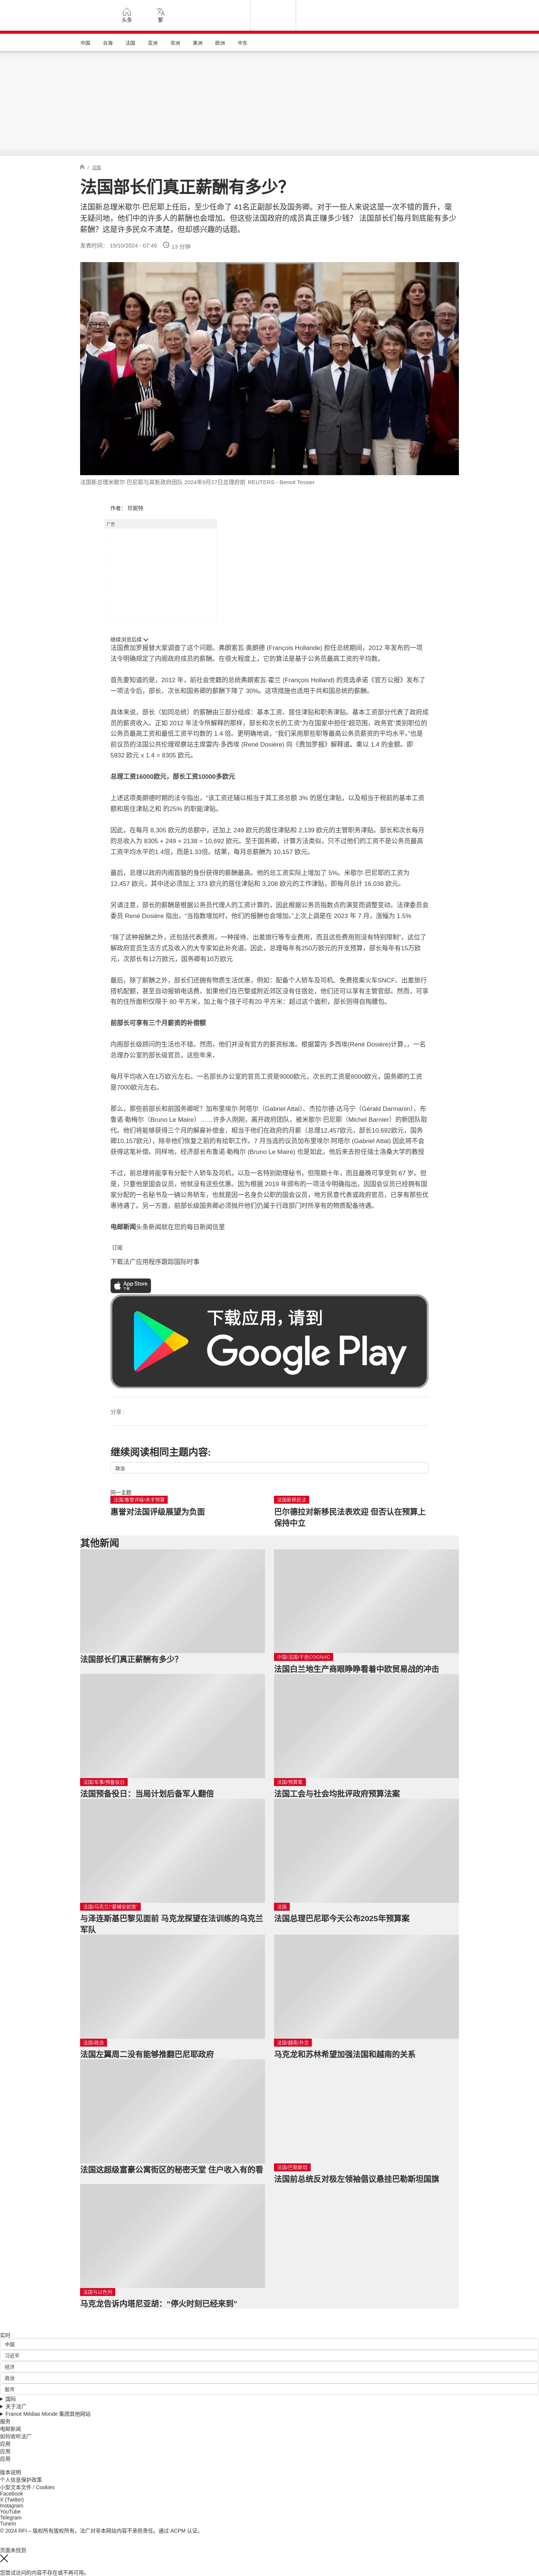 头条
繁
中国
台海
法国
亚洲
非洲
美洲
欧洲
中东
/ 法国
法国部长们真正薪酬有多少？
法国新总理米歇尔·巴尼耶上任后，至少任命了 41名正副部长及国务卿。对于一些人来说这是一次不错的晋升，毫
无疑问地，他们中的许多人的薪酬也会增加。但这些法国政府的成员真正赚多少钱？ 法国部长们每月到底能有多少
薪酬？这是许多民众不清楚，但却感兴趣的话题。
发表时间： 15/10/2024 - 07:49 13 分钟
法国新总理米歇尔·巴尼耶与其新政府团队 2024年9月27日总理府前 REUTERS - Benoit Tessier
作者： 珍妮特
广告
继续浏览后续
法国费加罗报替大家调查了这个问题。弗朗索瓦·奥朗德 (François Hollande) 担任总统期间，2012 年发布的一项
法令明确规定了内阁政府成员的薪酬。在很大程度上，它的算法是基于公务员最高工资的平均数。
首先要知道的是，2012 年，前社会党籍的总统弗朗索瓦·霍兰 (François Holland) 的竞选承诺《官方公报》发布了
一项法令后，部长、次长和国务卿的薪酬下降了 30%。这项措施也适用于共和国总统的薪酬。
具体来说，部长（如同总统）的薪酬由三部分组成：基本工资、居住津贴和职务津贴。基本工资部分代表了政府成
员的薪资收入。正如 2012 年法令所解释的那样，部长和次长的工资“为在国家中担任‘超范围，政务官”类别职位的
公务员最高工资和最低工资平均数的 1.4 倍。更明确地说，“我们采用那些职等最高公务员薪资的平均水平，”也是
前议员的法国公共伦理观察站主席雷内·多西埃 (René Dosière) 向《费加罗报》解释道。乘以 1.4 的金额。即
5932 欧元 x 1.4 = 8305 欧元。
总理工资16000欧元，部长工资10000多欧元
上述这项奥朗德时期的法令指出，“该工资还辅以相当于其工资总额 3% 的居住津贴，以及相当于税前的基本工资
额和居住津贴之和 的25% 的职能津贴。
因此，在每月 8,305 欧元的总额中，还加上 249 欧元的居住津贴和 2,139 欧元的主管职务津贴。部长和次长每月
的总收入为 8305 + 249 + 2138 = 10,692 欧元。至于国务卿，计算方法类似，只不过他们的工资不是公务员最高
工资平均水平的1.4倍，而是1.33倍。结果，每月总薪酬为 10,157 欧元。
最后，总理以政府内阁首脑的身份获得的薪酬最高。他的总工资实际上增加了 5%。米歇尔·巴尼耶的工资为
12,457 欧元，其中还必须加上 373 欧元的居住津贴和 3,208 欧元的工作津贴，即每月总计 16,038 欧元。
另请注意，部长的薪酬是根据公务员代理人的工资计算的，因此根据公务员指数点的演变而调整变动。法律委员会
委员 René Dosière 指出，“当指数增加时，他们的报酬也会增加。”上次上调是在 2023 年 7 月，涨幅为 1.5%
“除了这种报酬之外，还包括代表费用，一种接待、出差旅行等专业费用，而且这些费用则没有特别限制”，这位了
解政府官员生活方式及收入的大专家如此补充道。因此，总理每年有250万欧元的开支预算，部长每年有15万欧
元，次部长有12万欧元，国务卿有10万欧元
最后，除了薪酬之外，部长们还拥有物质生活优惠，例如：配备个人轿车及司机、免费搭乘火车SNCF、出差旅行
搭机配额，甚至自动报销电话费。如果他们在巴黎或附近郊区没有住宿处，他们还可以享有主管官邸。然而，可享
有的住所面积仅限于 80 平方米，加上每个孩子可有20 平方米：超过这个面积，部长则得自掏腰包。
前部长可享有三个月薪资的补偿额
内阁部长级顾问的生活也不错。然而，他们并没有官方的薪资标准。根据雷内·多西埃(René Dosière)计算，，一名
总理办公室的部长级官员，这些年来，
每月平均收入在1万欧元左右，一名部长办公室的官员工资是9000欧元，次长的工资是8000欧元，国务卿的工资
是7000欧元左右。
那么，那些前部长和前国务卿呢？加布里埃尔·阿塔尔（Gabriel Attal）、杰拉尔德·达马宁（Gérald Darmanin）、布
鲁诺·勒梅尔（Bruno Le Maire）……许多人刚刚，离开政府团队，被米歇尔·巴尼耶（Michel Barnier）的新团队取
代。他们将能够获得三个月的解雇补偿金，相当于他们在政府的月薪（总理12,457欧元，部长10,692欧元，国务
卿10,157欧元），除非他们恢复之前的有给职工作。7 月当选的议员加布里埃尔·阿塔尔 (Gabriel Attal) 因此将不会
获得这笔补偿。同样地，经济部长布鲁诺·勒梅尔 (Bruno Le Maire) 也是如此，他后来去担任瑞士洛桑大学的教授
不过，前总理将能享有分配个人轿车及司机，以及一名特别助理秘书，但限期十年，而且最晚可享受到 67 岁。但
是，只要他是国会议员，他就没有这些优惠。因为根据 2019 年颁布的一项法令明确指出，因国会议员已经拥有国
家分配的一名秘书及一辆公务轿车，也就是因一名身负公职的国会议员，地方民意代表或政府官员，已享有那些优
惠待遇了。另一方面，前部长级国务卿必须抛开他们仍属于行政部门时所享有的物质配备待遇。
电邮新闻头条新闻就在您的每日新闻信里
订阅
下载法广应用程序跟踪国际时事
App Store
下载
下载应用，请到
Google Play
分享 :
继续阅读相同主题内容:
政治
同一主题
法国/惠誉评级/赤字预算
惠誉对法国评级展望为负面
法国新移民法
巴尔德拉对新移民法表欢迎 但否认在预算上
保持中立
其他新闻
法国部长们真正薪酬有多少？
中国/法国/干邑COGNAC
法国白兰地生产商眼睁睁看着中欧贸易战的冲击
法国/军事/预备役日
法国预备役日：当局计划后备军人翻倍
法国/预算案
法国工会与社会均批评政府预算法案
与泽连斯基巴黎见面前 马克龙探望在法训练的乌克兰
军队
法国
法国总理巴尼耶今天公布2025年预算案
法国/政治
法国左翼周二没有能够推翻巴尼耶政府
法国/越南/外交
马克龙和苏林希望加强法国和越南的关系
法国这超级富豪公寓街区的秘密天堂 住户收入有的看
法国/巴勒斯坦
法国前总统反对极左领袖倡议悬挂巴勒斯坦国旗
法国与以色列
马克龙告诉内塔尼亚胡：“停火时刻已经来到”
实时
中国
习近平
经济
政治
股市
国际
关于法广
France Médias Monde 集团其他网站
服务
电邮新闻
如何收听法广
应用
应用
应用
版本说明
个人信息保护政策
小型文本文件 / Cookies
Facebook
X (Twitter)
Instagram
YouTube
Telegram
TuneIn
© 2024 RFI – 版权所有版权所有。法广对非本网站内容不承担责任。通过 ACPM 认证。
页面未找到
您尝试访问的内容不存在或不再可用。